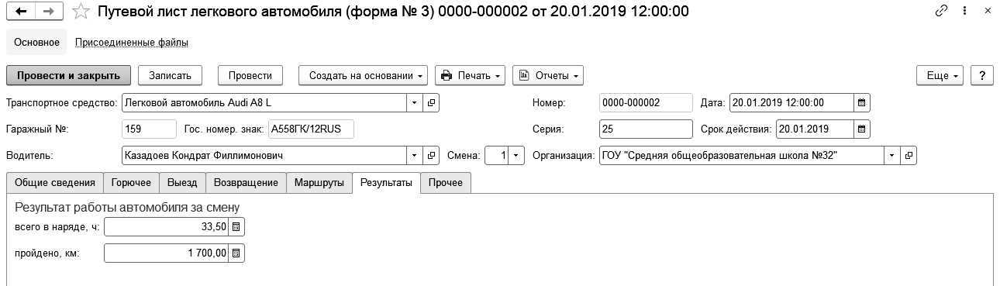 Путевой лист легкового автомобиля (форма № 3) 0000-000002 от 20.01.2019 12:00:00
Основное Присоединенные файлы
Провести и закрыть Записать Провести Создать на основании Печать Отчеты Еще ?
Транспортное средство: Легковой автомобиль Audi A8 L Номер: 0000-000002 Дата: 20.01.2019 12:00:00
Гаражный №: 159 Гос. номер. знак: А558ГК/12RUS Серия: 25 Срок действия: 20.01.2019
Водитель: Казадоев Кондрат Филлимонович Смена: 1 Организация: ГОУ "Средняя общеобразовательная школа №32"
Общие сведения Горючее Выезд Возвращение Маршруты Результаты Прочее
Результат работы автомобиля за смену
всего в наряде, ч: 33,50
пройдено, км: 1 700,00